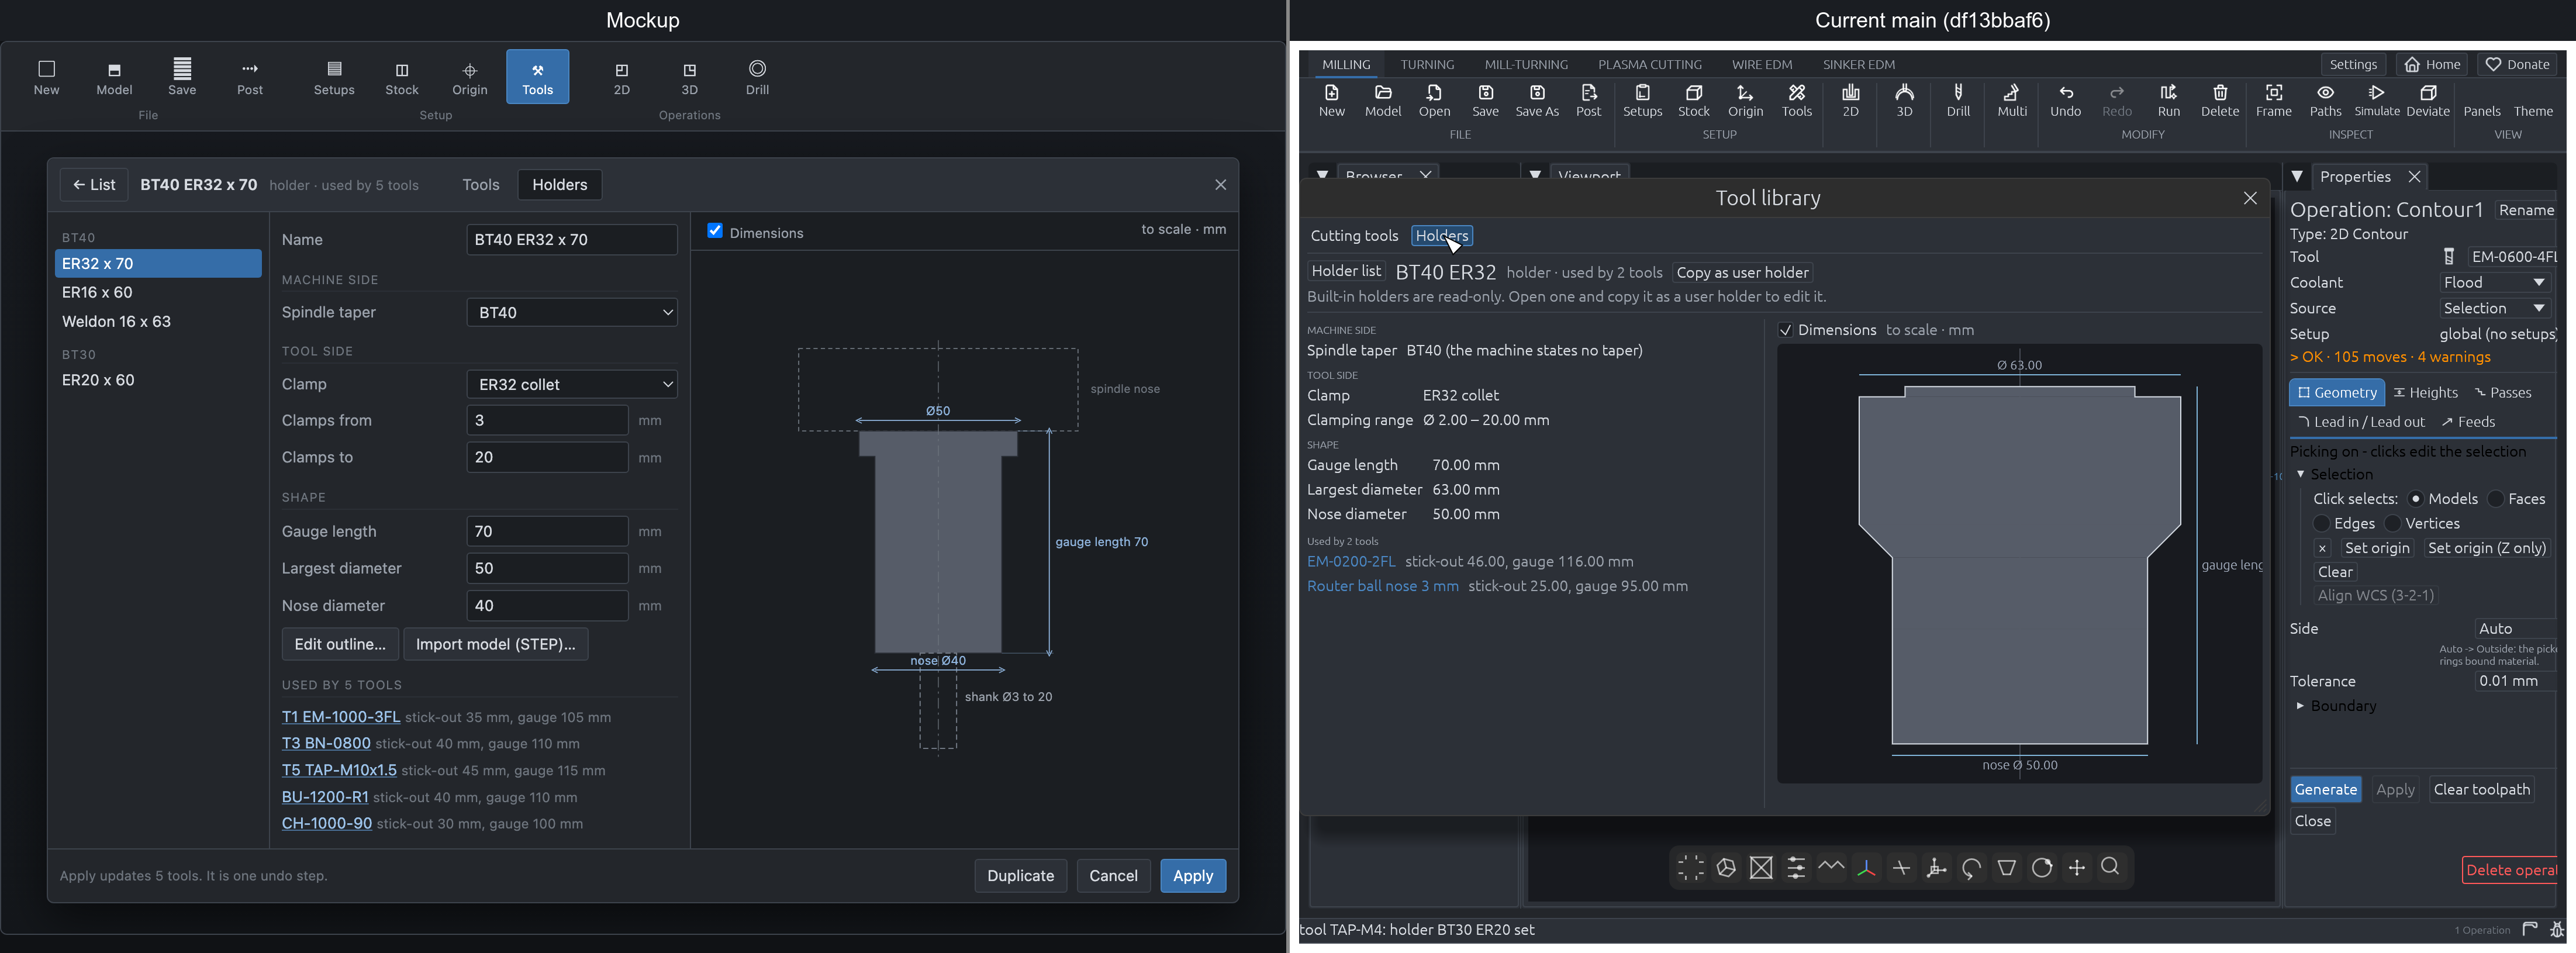 Mockup
New
Model
Save
Post
Setups
Stock
Origin
Tools
2D
3D
Drill
File
Setup
Operations
← List
BT40 ER32 x 70
holder · used by 5 tools
Tools
Holders
BT40
ER32 x 70
ER16 x 60
Weldon 16 x 63
BT30
ER20 x 60
Name
BT40 ER32 x 70
MACHINE SIDE
Spindle taper
BT40
TOOL SIDE
Clamp
ER32 collet
Clamps from
3
mm
Clamps to
20
mm
SHAPE
Gauge length
70
mm
Largest diameter
50
mm
Nose diameter
40
mm
Edit outline...
Import model (STEP)...
USED BY 5 TOOLS
T1 EM-1000-3FL stick-out 35 mm, gauge 105 mm
T3 BN-0800 stick-out 40 mm, gauge 110 mm
T5 TAP-M10x1.5 stick-out 45 mm, gauge 115 mm
BU-1200-R1 stick-out 40 mm, gauge 110 mm
CH-1000-90 stick-out 30 mm, gauge 100 mm
Dimensions
to scale · mm
spindle nose
Ø50
gauge length 70
nose Ø40
shank Ø3 to 20
Apply updates 5 tools. It is one undo step.
Duplicate
Cancel
Apply
Current main (df13bbaf6)
MILLING
TURNING
MILL-TURNING
PLASMA CUTTING
WIRE EDM
SINKER EDM
Settings
Home
Donate
New
Model
Open
Save
Save As
Post
Setups
Stock
Origin
Tools
2D
3D
Drill
Multi
Undo
Redo
Run
Delete
Frame
Paths
Simulate
Deviate
Panels
Theme
FILE
SETUP
MODIFY
INSPECT
VIEW
Browser
Viewport
Properties
Tool library
Cutting tools
Holders
Holder list
BT40 ER32
holder · used by 2 tools
Copy as user holder
Built-in holders are read-only. Open one and copy it as a user holder to edit it.
MACHINE SIDE
Spindle taper BT40 (the machine states no taper)
TOOL SIDE
Clamp ER32 collet
Clamping range Ø 2.00 – 20.00 mm
SHAPE
Gauge length 70.00 mm
Largest diameter 63.00 mm
Nose diameter 50.00 mm
Used by 2 tools
EM-0200-2FL stick-out 46.00, gauge 116.00 mm
Router ball nose 3 mm stick-out 25.00, gauge 95.00 mm
Dimensions to scale · mm
Ø 63.00
gauge leng
nose Ø 50.00
-10
Operation: Contour1
Rename
Type: 2D Contour
Tool
EM-0600-4FL
Coolant
Flood
Source
Selection
Setup
global (no setups)
> OK · 105 moves · 4 warnings
Geometry
Heights
Passes
Lead in / Lead out
Feeds
Picking on - clicks edit the selection
Selection
Click selects: Models Faces
Edges Vertices
x
Set origin
Set origin (Z only)
Clear
Align WCS (3-2-1)
Side
Auto
Auto -> Outside: the picke
rings bound material.
Tolerance
0.01 mm
Boundary
Generate
Apply
Clear toolpath
Close
Delete opera
tool TAP-M4: holder BT30 ER20 set
1 Operation